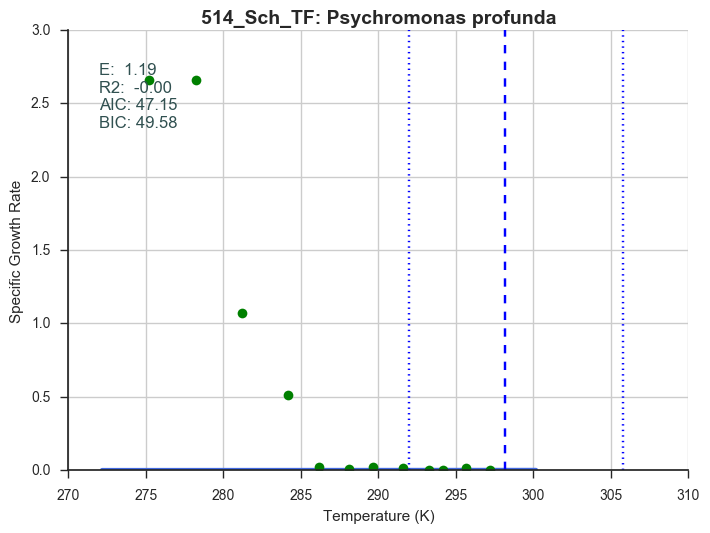 514_Sch_TF: Psychromonas profunda
E:  1.19
R2:  -0.00
AIC: 47.15
BIC: 49.58
3.0
2.5
2.0
1.5
1.0
0.5
0.0
Specific Growth Rate
270 275 280 285 290 295 300 305 310
Temperature (K)